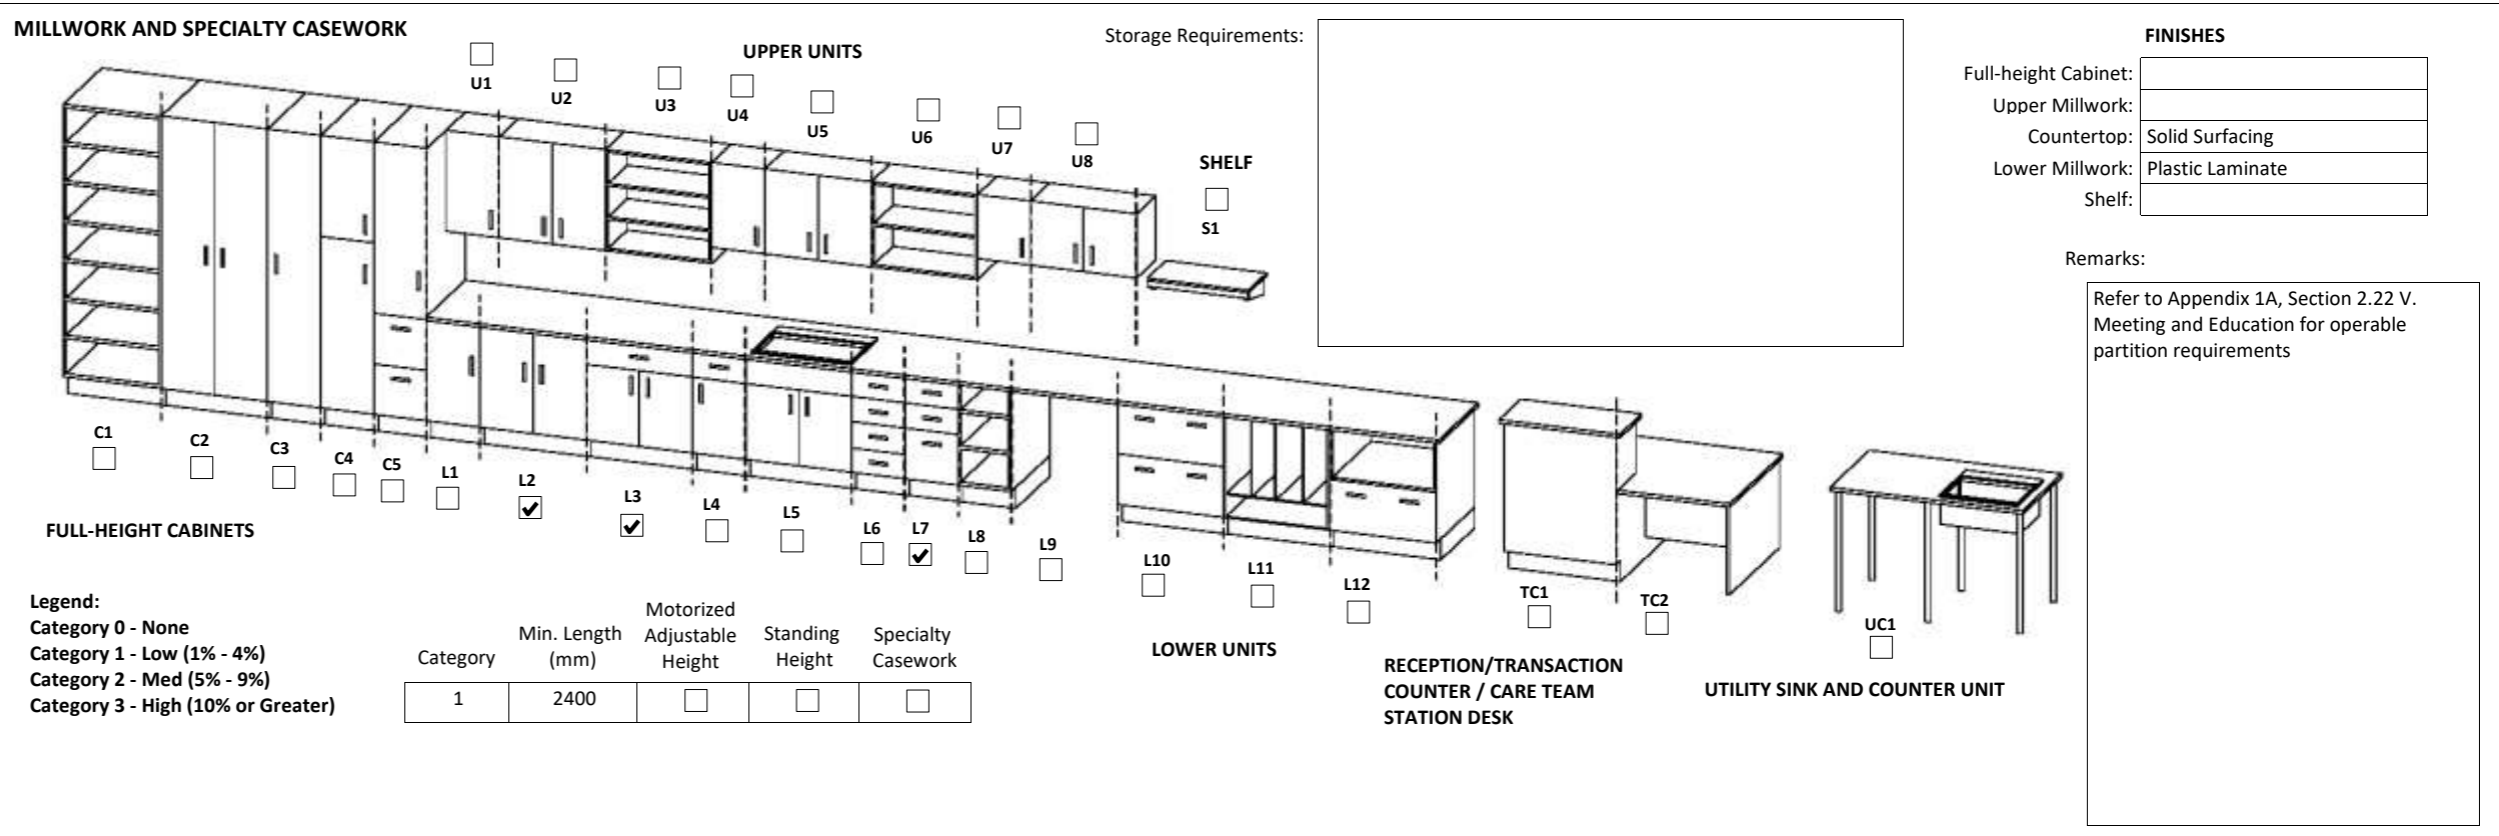 MILLWORK AND SPECIALTY CASEWORK
UPPER UNITS
U1
U2
U3
U4
U5
U6
U7
U8
SHELF
S1
Storage Requirements:
FINISHES
Full-height Cabinet:
Upper Millwork:
Countertop: Solid Surfacing
Lower Millwork: Plastic Laminate
Shelf:
Remarks:
Refer to Appendix 1A, Section 2.22 V.
Meeting and Education for operable
partition requirements
C1
C2
C3
C4
C5
L1
L2
L3
L4
L5
L6
L7
L8
L9
L10
L11
L12
TC1
TC2
UC1
FULL-HEIGHT CABINETS
LOWER UNITS
RECEPTION/TRANSACTION
COUNTER / CARE TEAM
STATION DESK
UTILITY SINK AND COUNTER UNIT
Legend:
Category 0 - None
Category 1 - Low (1% - 4%)
Category 2 - Med (5% - 9%)
Category 3 - High (10% or Greater)
Category
Min. Length
(mm)
Motorized
Adjustable
Height
Standing
Height
Specialty
Casework
1
2400